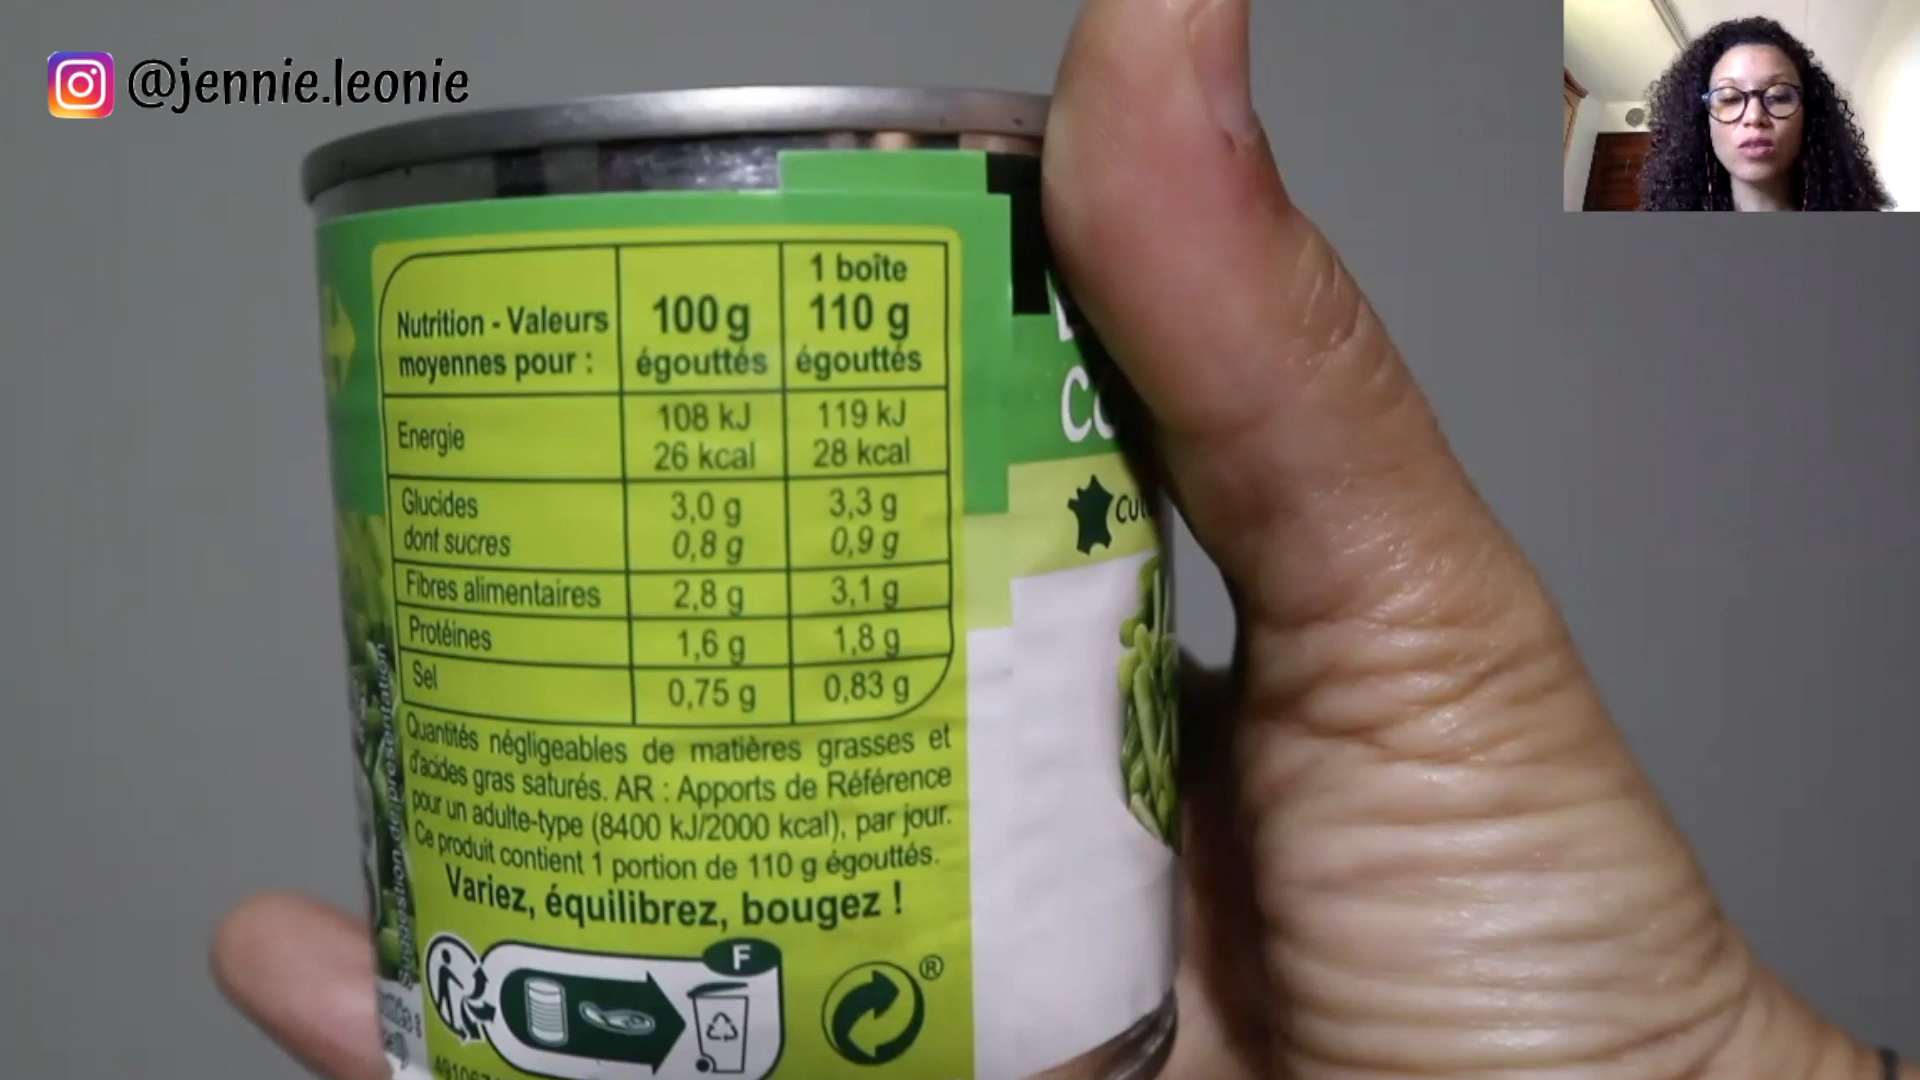 @jennie.leonie
Nutrition - Valeurs
moyennes pour :
100 g
égouttés
1 boîte
110 g
égouttés
Energie
108 kJ
26 kcal
119 kJ
28 kcal
Glucides
3,0 g
3,3 g
dont sucres
0,8 g
0,9 g
Fibres alimentaires
2,8 g
3,1 g
Protéines
1,6 g
1,8 g
Sel
0,75 g
0,83 g
Quantités négligeables de matières grasses et
d'acides gras saturés. AR : Apports de Référence
pour un adulte-type (8400 kJ/2000 kcal), par jour.
Ce produit contient 1 portion de 110 g égouttés.
Variez, équilibrez, bougez !
F
®
Suggestion de présentation